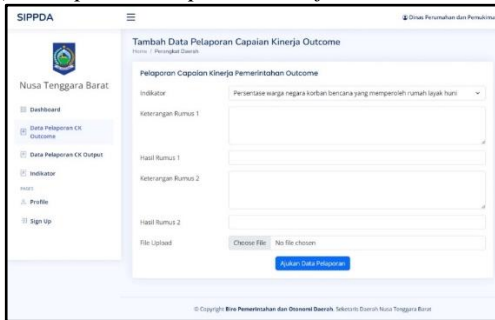 SIPPDA
Dinas Perumahan dan Pemukima
Nusa Tenggara Barat
Dashboard
Data Pelaporan CK
Outcome
Data Pelaporan CK Output
Indikator
PAGES
Profile
Sign Up
Tambah Data Pelaporan Capaian Kinerja Outcome
Home / Perangkat Daerah
Pelaporan Capaian Kinerja Pemerintahan Outcome
Indikator
Persentase warga negara korban bencana yang memperoleh rumah layak huni
Keterangan Rumus 1
Hasil Rumus 1
Keterangan Rumus 2
Hasil Rumus 2
File Upload
Choose File No file chosen
Ajukan Data Pelaporan
© Copyright Biro Pemerintahan dan Otonomi Daerah. Sekretaris Daerah Nusa Tenggara Barat